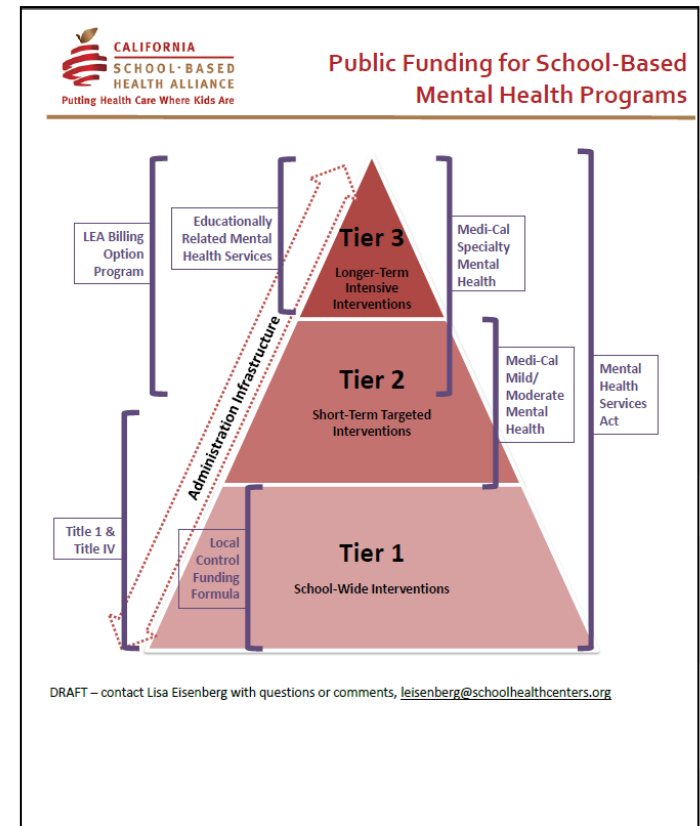 CALIFORNIA
SCHOOL-BASED
HEALTH ALLIANCE
Putting Health Care Where Kids Are
Public Funding for School-Based
Mental Health Programs
LEA Billing
Option
Program
Educationally
Related Mental
Health Services
Tier 3
Longer-Term
Intensive
Interventions
Medi-Cal
Specialty
Mental
Health
Administration Infrastructure
Tier 2
Short-Term Targeted
Interventions
Medi-Cal
Mild/
Moderate
Mental
Health
Mental
Health
Services
Act
Title 1 &
Title IV
Local
Control
Funding
Formula
Tier 1
School-Wide Interventions
DRAFT – contact Lisa Eisenberg with questions or comments, leisenberg@schoolhealthcenters.org